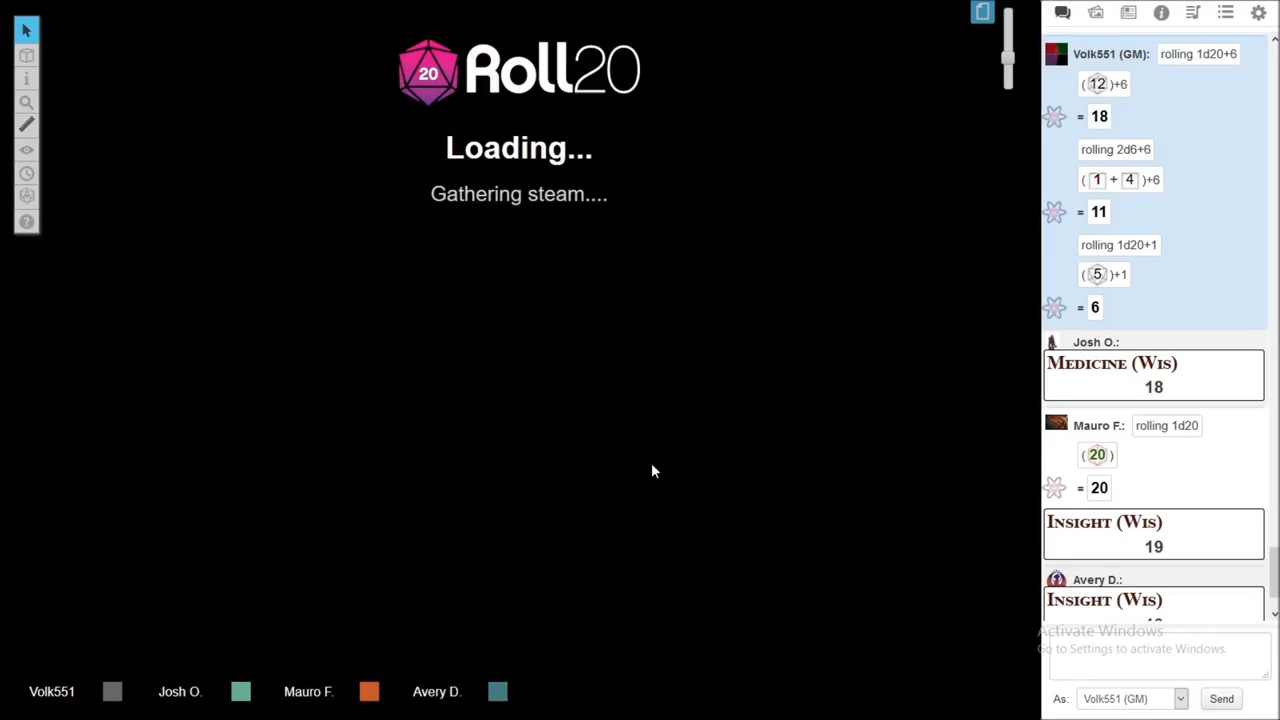 20 Roll20
Loading...
Gathering steam....
Volk551 (GM): rolling 1d20+6
(12)+6
= 18
rolling 2d6+6
(1 + 4)+6
= 11
rolling 1d20+1
(5)+1
= 6
Josh O.:
Medicine (Wis)
18
Mauro F.: rolling 1d20
(20)
= 20
Insight (Wis)
19
Avery D.:
Insight (Wis)
Activate Windows
Go to Settings to activate Windows.
As: Volk551 (GM) Send
Volk551 Josh O. Mauro F. Avery D.